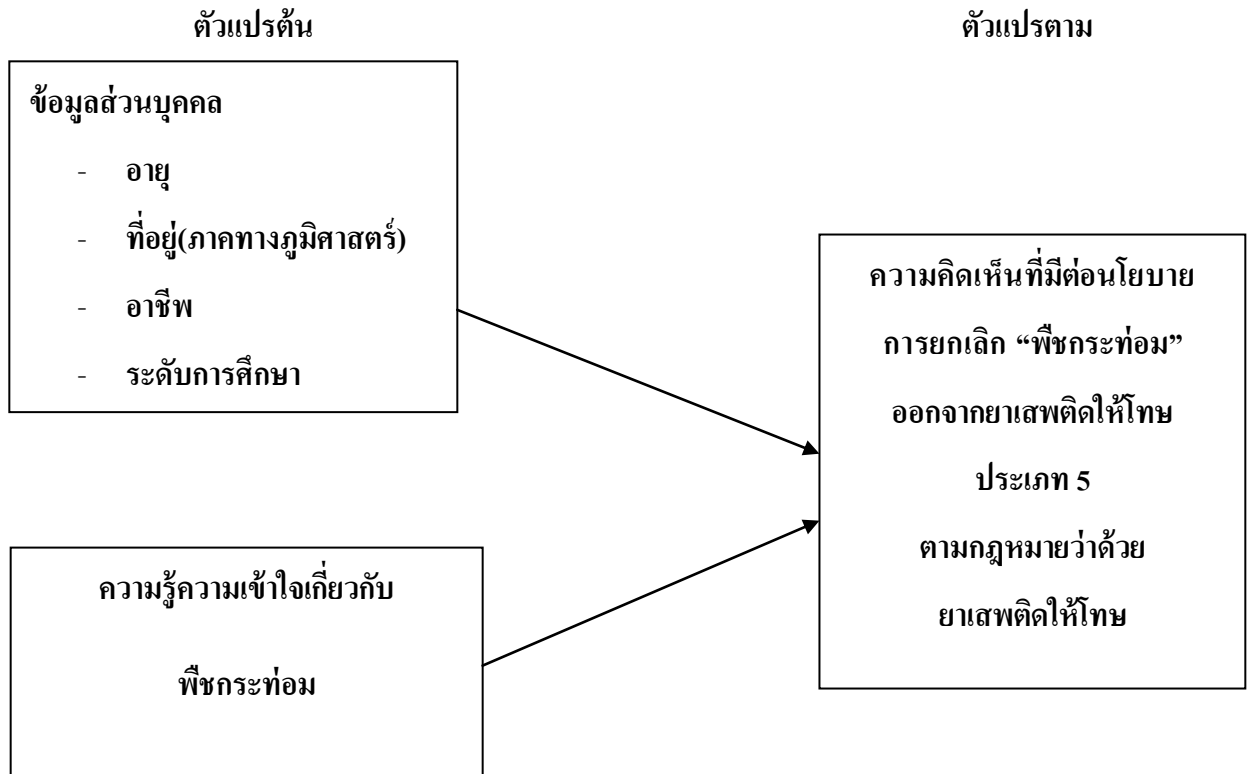 ตัวแปรต้น
ตัวแปรตาม
ข้อมูลส่วนบุคคล
- อายุ
- ที่อยู่(ภาคทางภูมิศาสตร์)
- อาชีพ
- ระดับการศึกษา
ความคิดเห็นที่มีต่อนโยบาย
การยกเลิก “พืชกระท่อม”
ออกจากยาเสพติดให้โทษ
ประเภท 5
ตามกฎหมายว่าด้วย
ยาเสพติดให้โทษ
ความรู้ความเข้าใจเกี่ยวกับ
พืชกระท่อม